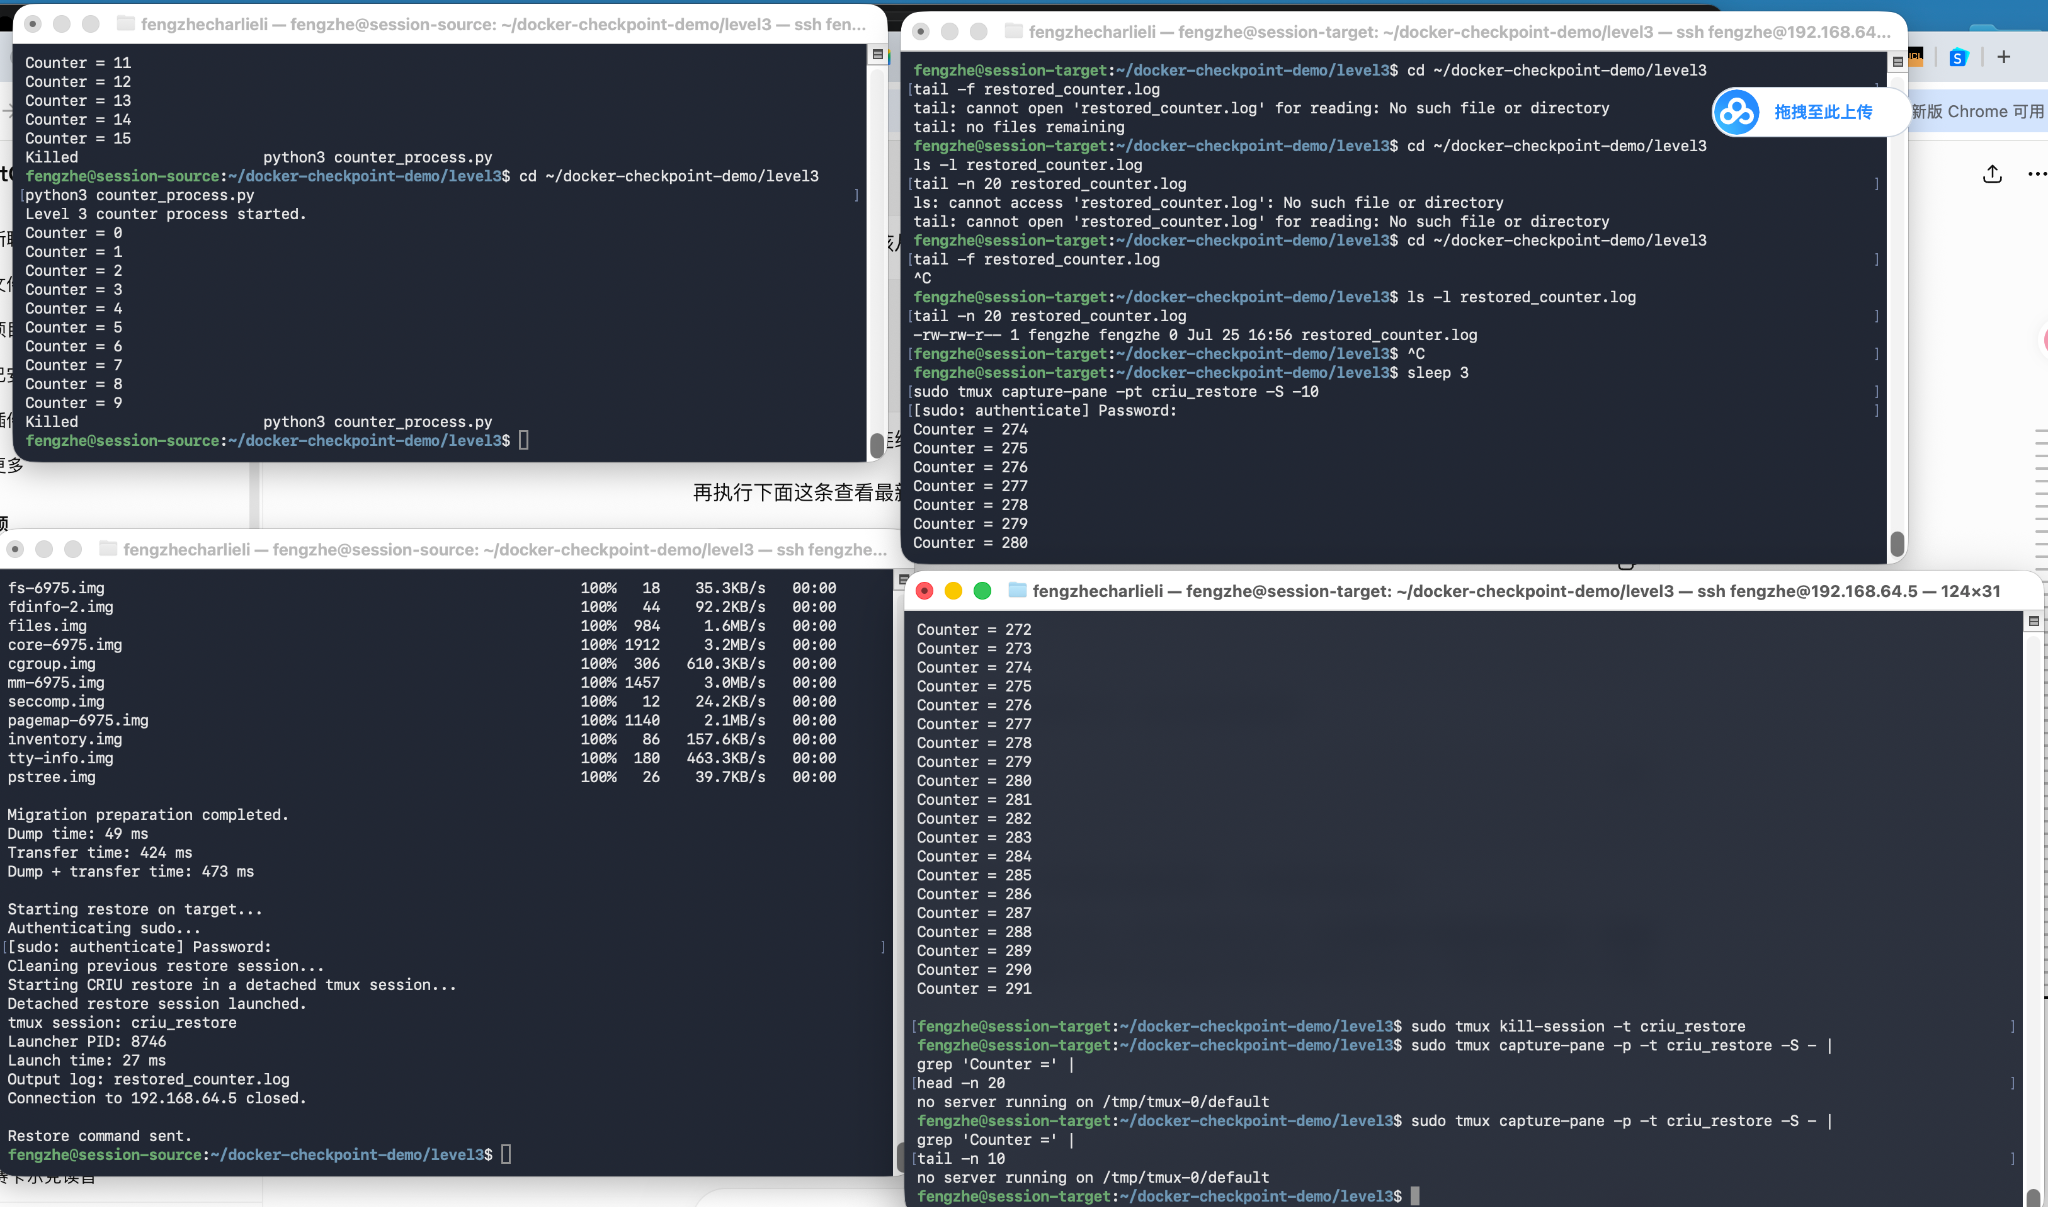 fengzhecharlieli — fengzhe@session-source: ~/docker-checkpoint-demo/level3 — ssh fen...
Counter = 11
Counter = 12
Counter = 13
Counter = 14
Counter = 15
Killed                  python3 counter_process.py
fengzhe@session-source:~/docker-checkpoint-demo/level3$ cd ~/docker-checkpoint-demo/level3
[python3 counter_process.py ]
Level 3 counter process started.
Counter = 0
Counter = 1
Counter = 2
Counter = 3
Counter = 4
Counter = 5
Counter = 6
Counter = 7
Counter = 8
Counter = 9
Killed                  python3 counter_process.py
fengzhe@session-source:~/docker-checkpoint-demo/level3$
fengzhecharlieli — fengzhe@session-target: ~/docker-checkpoint-demo/level3 — ssh fengzhe@192.168.64...
fengzhe@session-target:~/docker-checkpoint-demo/level3$ cd ~/docker-checkpoint-demo/level3
[tail -f restored_counter.log ]
tail: cannot open 'restored_counter.log' for reading: No such file or directory
tail: no files remaining
fengzhe@session-target:~/docker-checkpoint-demo/level3$ cd ~/docker-checkpoint-demo/level3
ls -l restored_counter.log
[tail -n 20 restored_counter.log ]
ls: cannot access 'restored_counter.log': No such file or directory
tail: cannot open 'restored_counter.log' for reading: No such file or directory
fengzhe@session-target:~/docker-checkpoint-demo/level3$ cd ~/docker-checkpoint-demo/level3
[tail -f restored_counter.log ]
^C
fengzhe@session-target:~/docker-checkpoint-demo/level3$ ls -l restored_counter.log
[tail -n 20 restored_counter.log ]
-rw-rw-r-- 1 fengzhe fengzhe 0 Jul 25 16:56 restored_counter.log
[fengzhe@session-target:~/docker-checkpoint-demo/level3$ ^C ]
fengzhe@session-target:~/docker-checkpoint-demo/level3$ sleep 3
[sudo tmux capture-pane -pt criu_restore -S -10 ]
[[sudo: authenticate] Password: ]
Counter = 274
Counter = 275
Counter = 276
Counter = 277
Counter = 278
Counter = 279
Counter = 280
拖拽至此上传
新版 Chrome 可用
再执行下面这条查看最新
更多
fengzhecharlieli — fengzhe@session-source: ~/docker-checkpoint-demo/level3 — ssh fengzhe...
fs-6975.img 100% 18 35.3KB/s 00:00
fdinfo-2.img 100% 44 92.2KB/s 00:00
files.img 100% 984 1.6MB/s 00:00
core-6975.img 100% 1912 3.2MB/s 00:00
cgroup.img 100% 306 610.3KB/s 00:00
mm-6975.img 100% 1457 3.0MB/s 00:00
seccomp.img 100% 12 24.2KB/s 00:00
pagemap-6975.img 100% 1140 2.1MB/s 00:00
inventory.img 100% 86 157.6KB/s 00:00
tty-info.img 100% 180 463.3KB/s 00:00
pstree.img 100% 26 39.7KB/s 00:00
Migration preparation completed.
Dump time: 49 ms
Transfer time: 424 ms
Dump + transfer time: 473 ms
Starting restore on target...
Authenticating sudo...
[[sudo: authenticate] Password: ]
Cleaning previous restore session...
Starting CRIU restore in a detached tmux session...
Detached restore session launched.
tmux session: criu_restore
Launcher PID: 8746
Launch time: 27 ms
Output log: restored_counter.log
Connection to 192.168.64.5 closed.
Restore command sent.
fengzhe@session-source:~/docker-checkpoint-demo/level3$
fengzhecharlieli — fengzhe@session-target: ~/docker-checkpoint-demo/level3 — ssh fengzhe@192.168.64.5 — 124×31
Counter = 272
Counter = 273
Counter = 274
Counter = 275
Counter = 276
Counter = 277
Counter = 278
Counter = 279
Counter = 280
Counter = 281
Counter = 282
Counter = 283
Counter = 284
Counter = 285
Counter = 286
Counter = 287
Counter = 288
Counter = 289
Counter = 290
Counter = 291
[fengzhe@session-target:~/docker-checkpoint-demo/level3$ sudo tmux kill-session -t criu_restore ]
fengzhe@session-target:~/docker-checkpoint-demo/level3$ sudo tmux capture-pane -p -t criu_restore -S - |
grep 'Counter =' |
[head -n 20 ]
no server running on /tmp/tmux-0/default
fengzhe@session-target:~/docker-checkpoint-demo/level3$ sudo tmux capture-pane -p -t criu_restore -S - |
grep 'Counter =' |
[tail -n 10 ]
no server running on /tmp/tmux-0/default
fengzhe@session-target:~/docker-checkpoint-demo/level3$